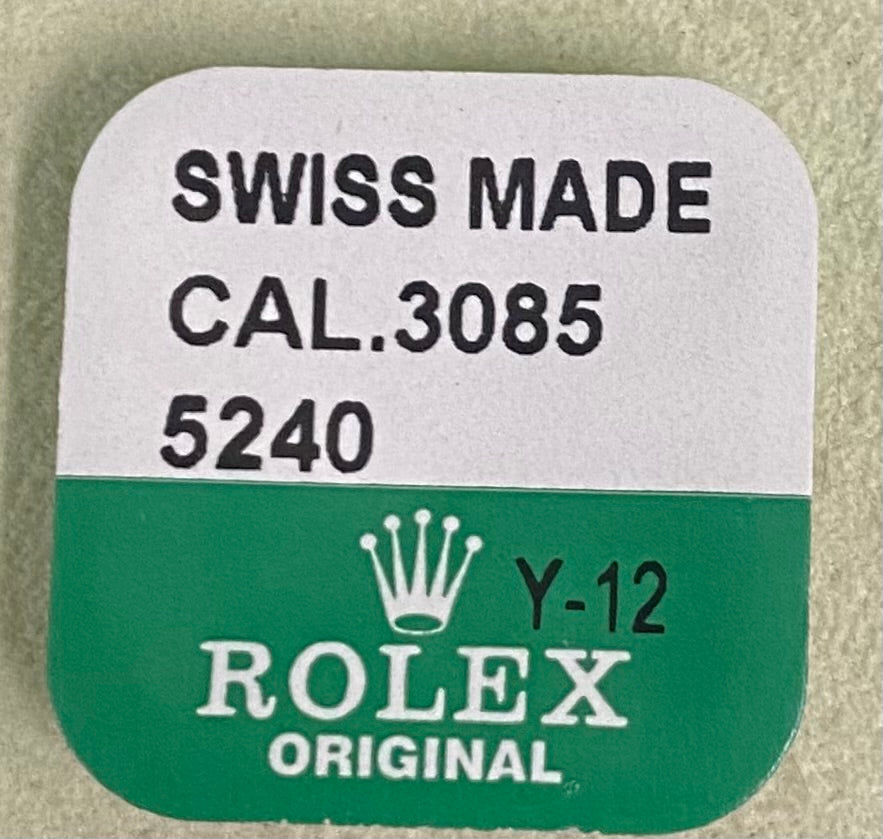 SWISS MADE
CAL.3085
5240
Y-12
ROLEX
ORIGINAL